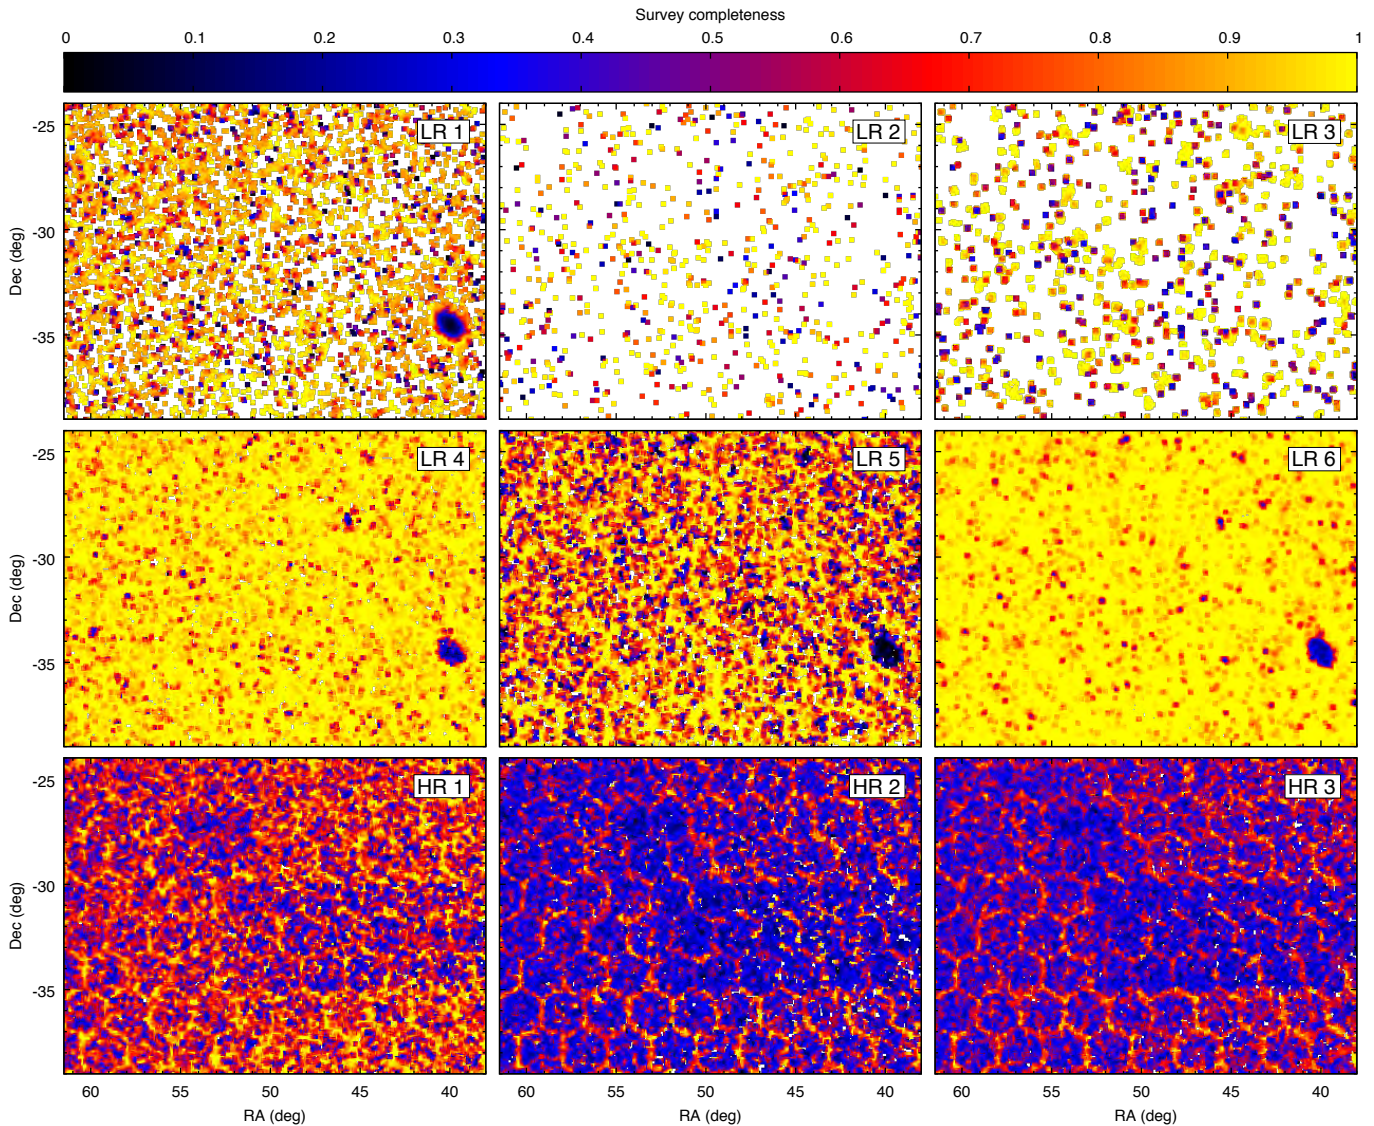 Survey completeness
0 0.1 0.2 0.3 0.4 0.5 0.6 0.7 0.8 0.9 1
LR 1 LR 2 LR 3
-25
-30
-35
Dec (deg)
LR 4 LR 5 LR 6
-25
-30
-35
Dec (deg)
HR 1 HR 2 HR 3
-25
-30
-35
Dec (deg)
60 55 50 45 40 60 55 50 45 40 60 55 50 45 40
RA (deg) RA (deg) RA (deg)